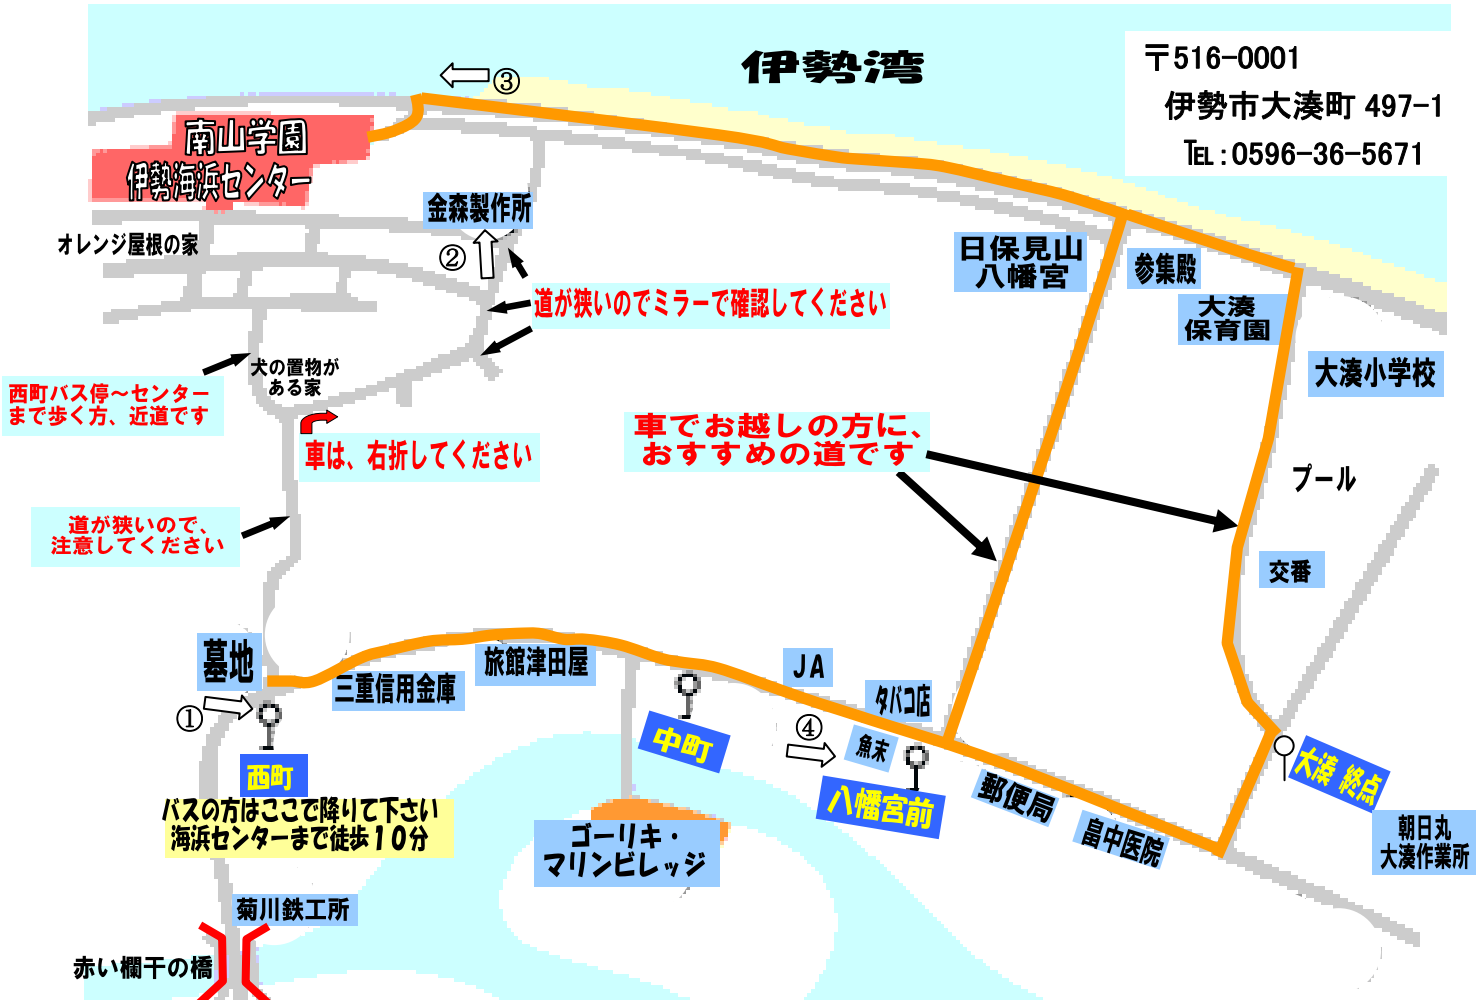 伊勢湾
〒516-0001
伊勢市大湊町 497-1
TEL：0596-36-5671
③
南山学園
伊勢海浜センター
金森製作所
オレンジ屋根の家
②
日保見山
八幡宮
参集殿
大湊
保育園
道が狭いのでミラーで確認してください
大湊小学校
犬の置物が
ある家
西町バス停～センター
まで歩く方、近道です
車は、右折してください
車でお越しの方に、
おすすめの道です
プール
道が狭いので、
注意してください
交番
墓地
三重信用金庫
旅館津田屋
JA
タバコ店
①
西町
中町
④
魚末
八幡宮前
郵便局
畠中医院
大湊 終点
バスの方はここで降りて下さい
海浜センターまで徒歩１０分
ゴーリキ・
マリンビレッジ
朝日丸
大湊作業所
菊川鉄工所
赤い欄干の橋